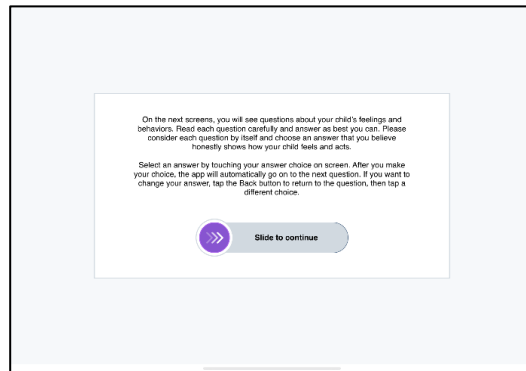 On the next screens, you will see questions about your child's feelings and
behaviors. Read each question carefully and answer as best you can. Please
consider each question by itself and choose an answer that you believe
honestly shows how your child feels and acts.
Select an answer by touching your answer choice on screen. After you make
your choice, the app will automatically go on to the next question. If you want to
change your answer, tap the Back button to return to the question, then tap a
different choice.
Slide to continue